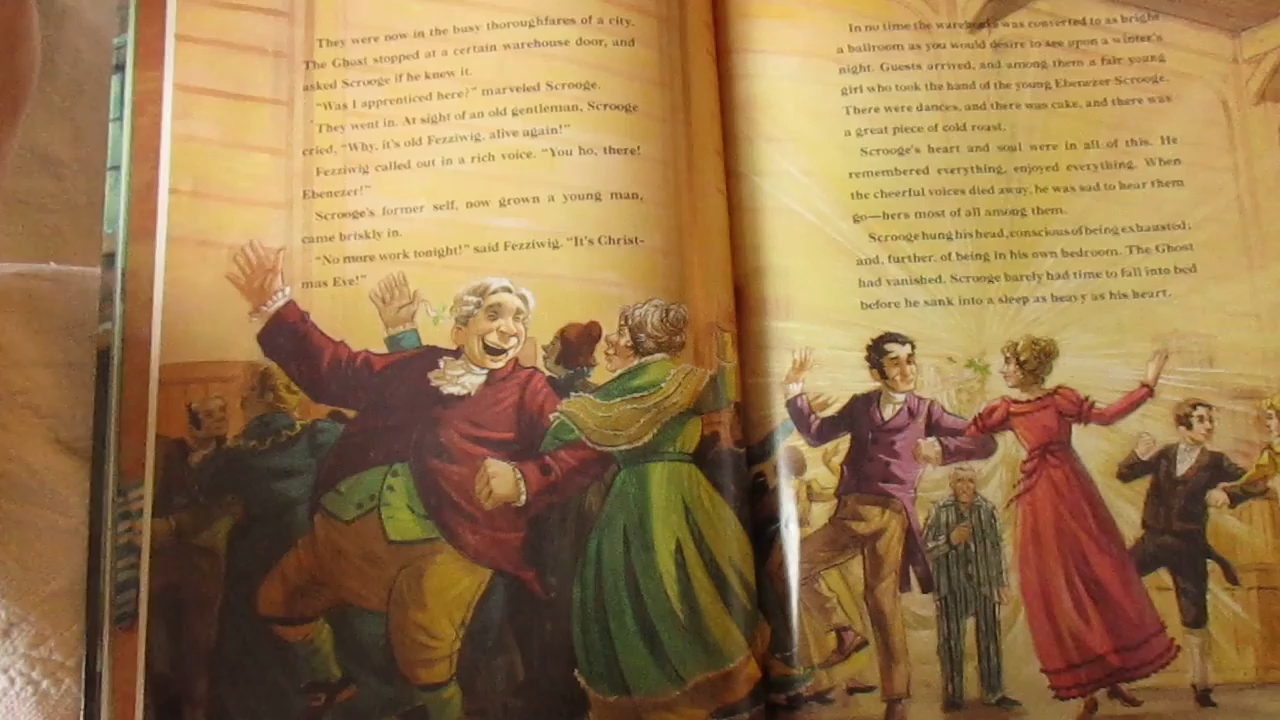 They were now in the busy thoroughfares of a city.
The Ghost stopped at a certain warehouse door, and
asked Scrooge if he knew it.
“Was I apprenticed here?” marveled Scrooge.
They went in. At sight of an old gentleman, Scrooge
cried, “Why, it's old Fezziwig, alive again!”
Fezziwig called out in a rich voice. “You ho, there!
Ebenezer!”
Scrooge's former self, now grown a young man,
came briskly in.
“No more work tonight!” said Fezziwig. “It's Christ-
mas Eve!”
In no time the warehouse was converted to as bright
a ballroom as you would desire to see upon a winter's
night. Guests arrived, and among them a fair young
girl who took the hand of the young Ebenezer Scrooge.
There were dances, and there was cake, and there was
a great piece of cold roast.
Scrooge's heart and soul were in all of this. He
remembered everything, enjoyed everything. When
the cheerful voices died away, he was sad to hear them
go—hers most of all among them.
Scrooge hung his head, conscious of being exhausted;
and, further, of being in his own bedroom. The Ghost
had vanished. Scrooge barely had time to fall into bed
before he sank into a sleep as heavy as his heart.